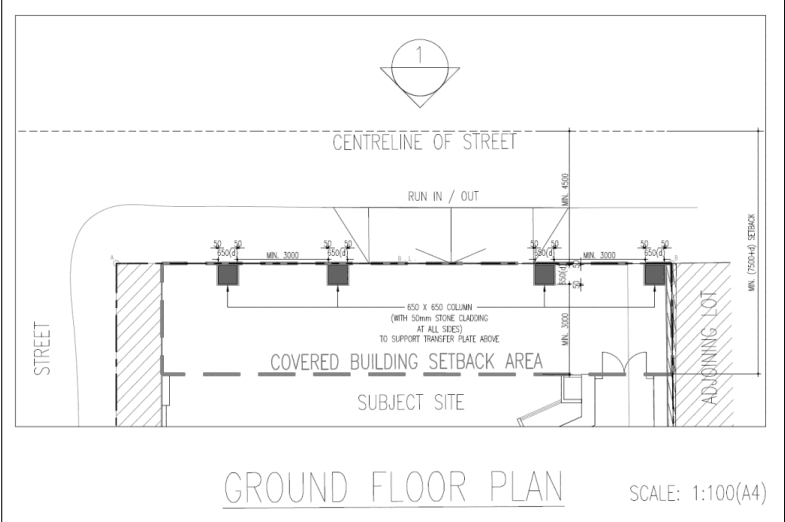 1
CENTRELINE OF STREET
RUN IN / OUT
MIN. 4500
MIN. (7500+d) SETBACK
50 50
650(d)
MIN. 3000
50 50
650(d)
50 50
650(d)
MIN. 3000
50 50
650(d)
650(d)
50
50
MIN. 3000
650 X 650 COLUMN
(WITH 50mm STONE CLADDING
AT ALL SIDES)
TO SUPPORT TRANSFER PLATE ABOVE
STREET
COVERED BUILDING SETBACK AREA
ADJOINING LOT
SUBJECT SITE
GROUND FLOOR PLAN
SCALE: 1:100(A4)